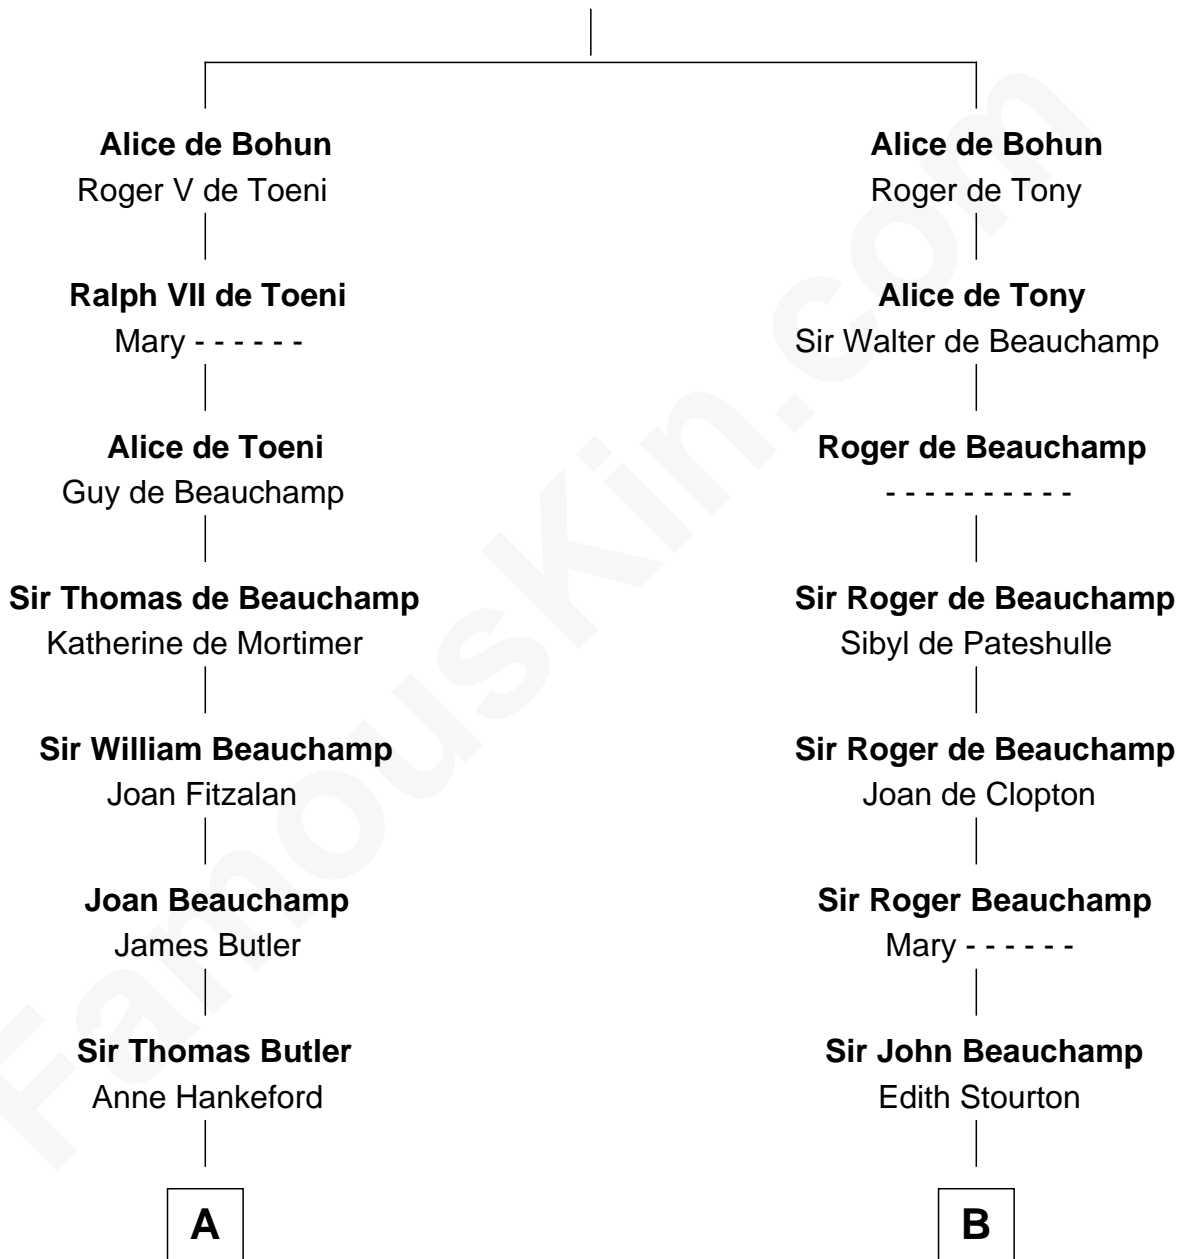 Alice de Bohun
Roger V de Toeni
Ralph VII de Toeni
Mary - - - - - -
Alice de Toeni
Guy de Beauchamp
Sir Thomas de Beauchamp
Katherine de Mortimer
Sir William Beauchamp
Joan Fitzalan
Joan Beauchamp
James Butler
Sir Thomas Butler
Anne Hankeford
A
Alice de Bohun
Roger de Tony
Alice de Tony
Sir Walter de Beauchamp
Roger de Beauchamp
- - - - - - - - - -
Sir Roger de Beauchamp
Sibyl de Pateshulle
Sir Roger de Beauchamp
Joan de Clopton
Sir Roger Beauchamp
Mary - - - - - -
Sir John Beauchamp
Edith Stourton
B
FamousKin.com